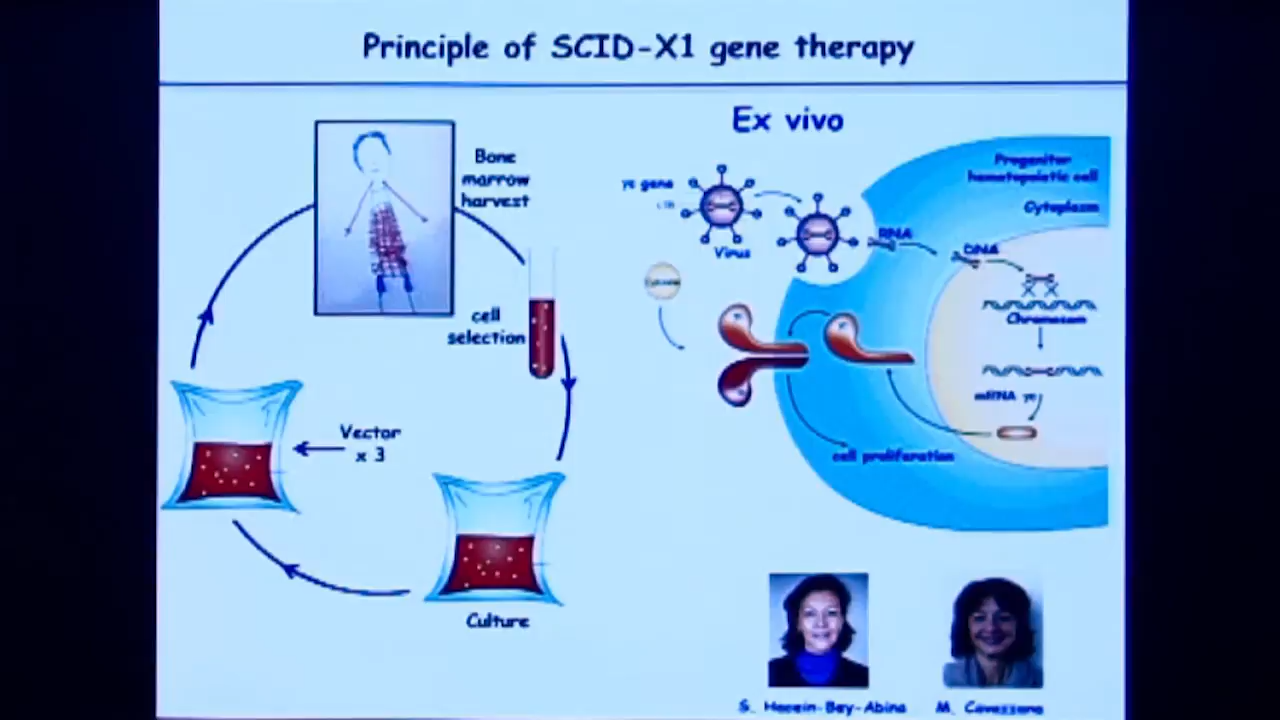 Principle of SCID-X1 gene therapy
Ex vivo
Bone
marrow
harvest
cell
selection
Vector
x 3
Culture
γc gene
Virus
Progenitor
hematopoietic cell
Cytoplasm
RNA
DNA
Chromosom
mRNA γc
cell proliferation
S. Hacein-Bey-Abina
M. Cavazzana